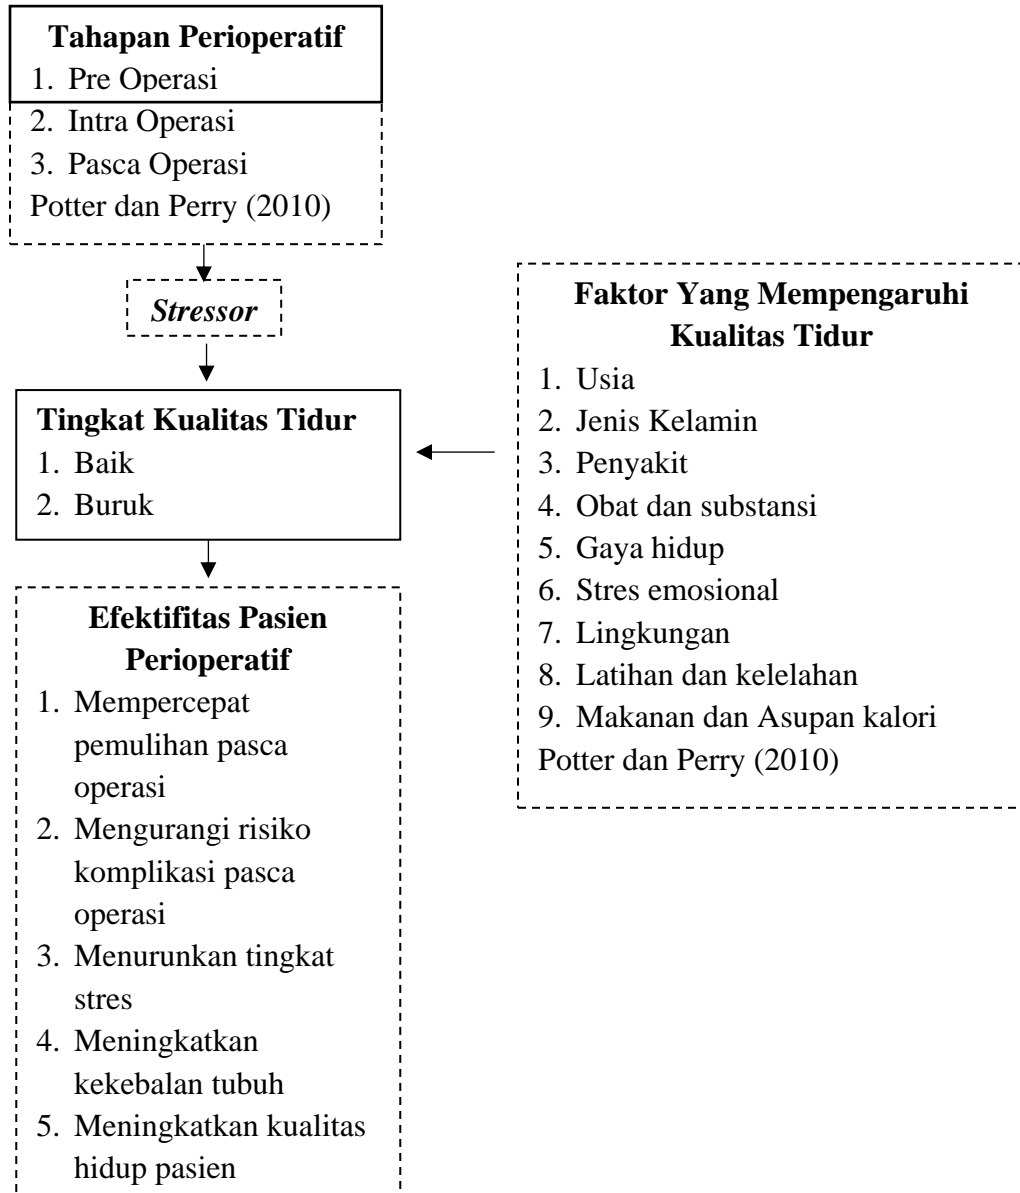 Tahapan Perioperatif
1. Pre Operasi
2. Intra Operasi
3. Pasca Operasi
Potter dan Perry (2010)
Stressor
Tingkat Kualitas Tidur
1. Baik
2. Buruk
Faktor Yang Mempengaruhi
Kualitas Tidur
1. Usia
2. Jenis Kelamin
3. Penyakit
4. Obat dan substansi
5. Gaya hidup
6. Stres emosional
7. Lingkungan
8. Latihan dan kelelahan
9. Makanan dan Asupan kalori
Potter dan Perry (2010)
Efektifitas Pasien
Perioperatif
1. Mempercepat
pemulihan pasca
operasi
2. Mengurangi risiko
komplikasi pasca
operasi
3. Menurunkan tingkat
stres
4. Meningkatkan
kekebalan tubuh
5. Meningkatkan kualitas
hidup pasien